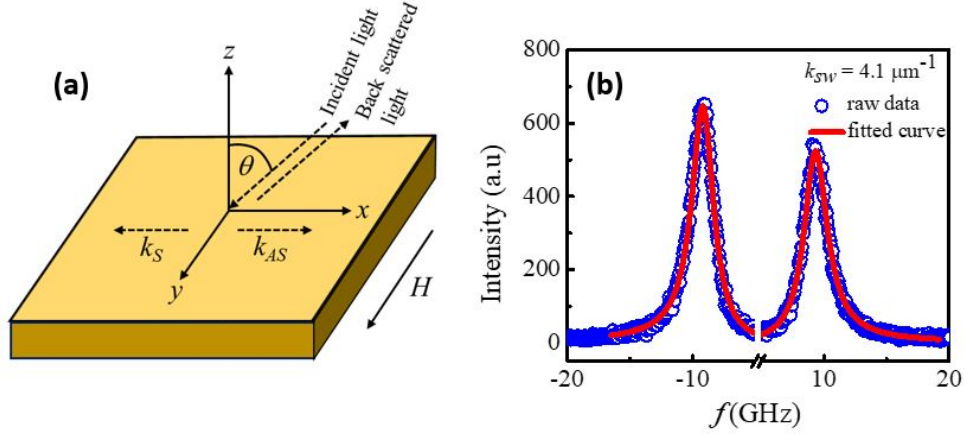 (a)
z
Incident light
Back scattered
light
θ
x
k_S
k_AS
y
H
(b)
k_SW = 4.1 μm⁻¹
raw data
fitted curve
Intensity (a.u)
800
600
400
200
0
-20
-10
10
20
f(GHz)